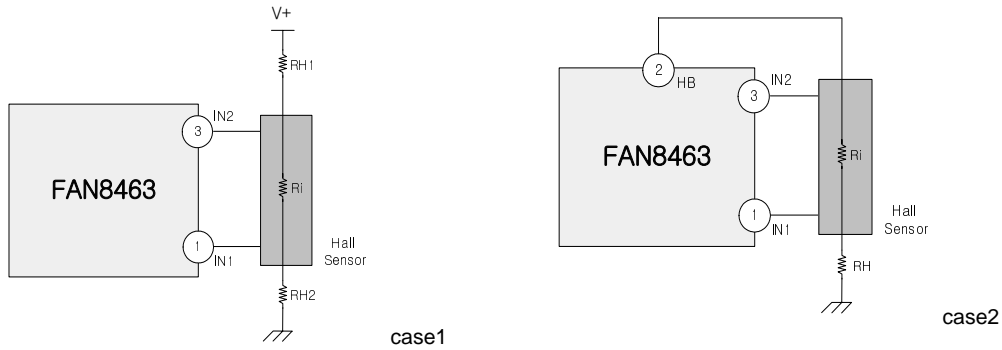 V+
RH1
IN2
3
FAN8463
Ri
1
IN1
Hall
Sensor
RH2
case1
2
HB
IN2
3
FAN8463
Ri
1
IN1
Hall
Sensor
RH
case2